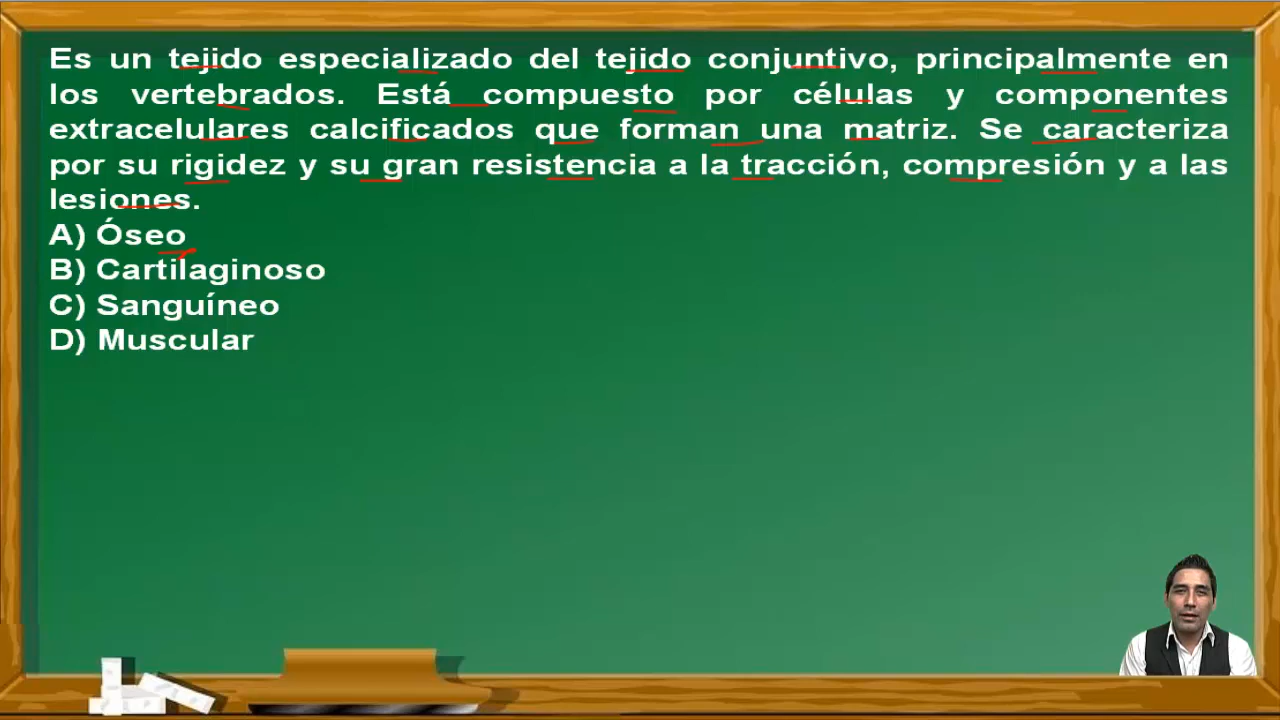 Es un tejido especializado del tejido conjuntivo, principalmente en
los vertebrados. Está compuesto por células y componentes
extracelulares calcificados que forman una matriz. Se caracteriza
por su rigidez y su gran resistencia a la tracción, compresión y a las
lesiones.
A) Óseo
B) Cartilaginoso
C) Sanguíneo
D) Muscular